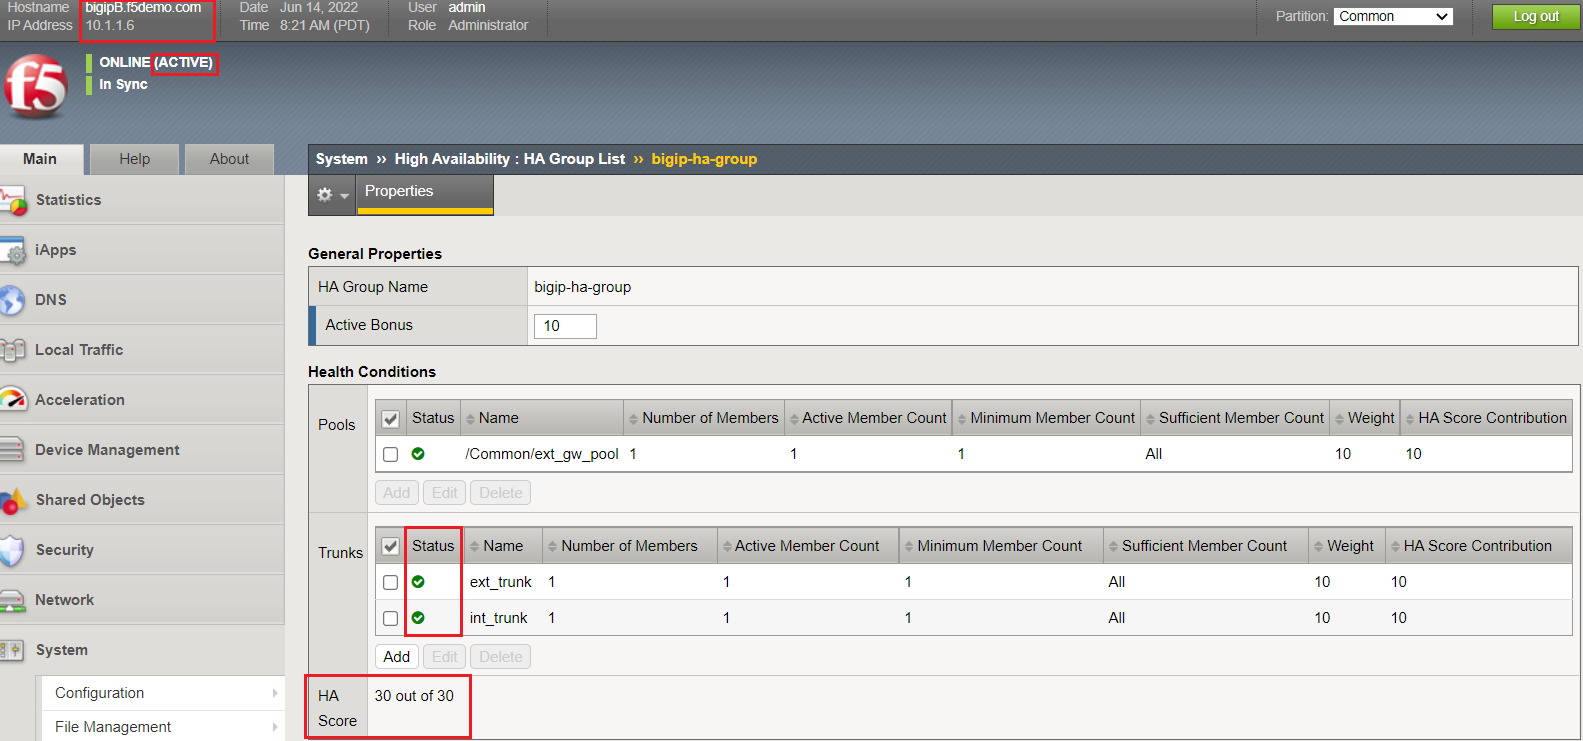 Hostname bigipB.f5demo.com Date Jun 14, 2022 User admin
IP Address 10.1.1.6 Time 8:21 AM (PDT) Role Administrator
Partition: Common Log out
f5
ONLINE (ACTIVE)
In Sync
Main Help About
System ›› High Availability : HA Group List ›› bigip-ha-group
Properties
Statistics
iApps
DNS
Local Traffic
Acceleration
Device Management
Shared Objects
Security
Network
System
Configuration
File Management
General Properties
HA Group Name bigip-ha-group
Active Bonus 10
Health Conditions
Pools
Status Name Number of Members Active Member Count Minimum Member Count Sufficient Member Count Weight HA Score Contribution
/Common/ext_gw_pool 1 1 1 All 10 10
Add Edit Delete
Trunks
Status Name Number of Members Active Member Count Minimum Member Count Sufficient Member Count Weight HA Score Contribution
ext_trunk 1 1 1 All 10 10
int_trunk 1 1 1 All 10 10
Add Edit Delete
HA Score
30 out of 30